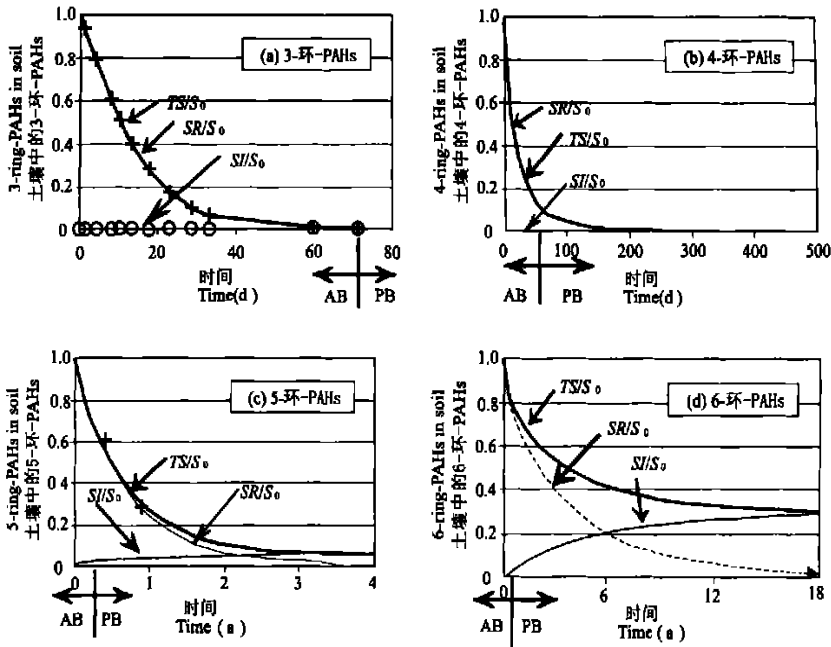 3-ring-PAHs in soil
土壤中的3-环-PAHs
1.0
0.8
0.6
0.4
0.2
0
(a) 3-环-PAHs
TS/S₀
SR/S₀
SI/S₀
0 20 40 60 80
时间
Time(d)
AB PB
4-ring-PAHs in soil
土壤中的4-环-PAHs
1.0
0.8
0.6
0.4
0.2
0
(b) 4-环-PAHs
SR/S₀
TS/S₀
SI/S₀
0 100 200 300 400 500
AB PB
时间
Time(d)
5-ring-PAHs in soil
土壤中的5-环-PAHs
1.0
0.8
0.6
0.4
0.2
0
(c) 5-环-PAHs
TS/S₀
SI/S₀
SR/S₀
0 1 2 3 4
AB PB
时间
Time (a)
6-ring-PAHs in soil
土壤中的6-环-PAHs
1.0
0.8
0.6
0.4
0.2
0
(d) 6-环-PAHs
TS/S₀
SR/S₀
SI/S₀
0 6 12 18
AB PB
时间
Time (a)